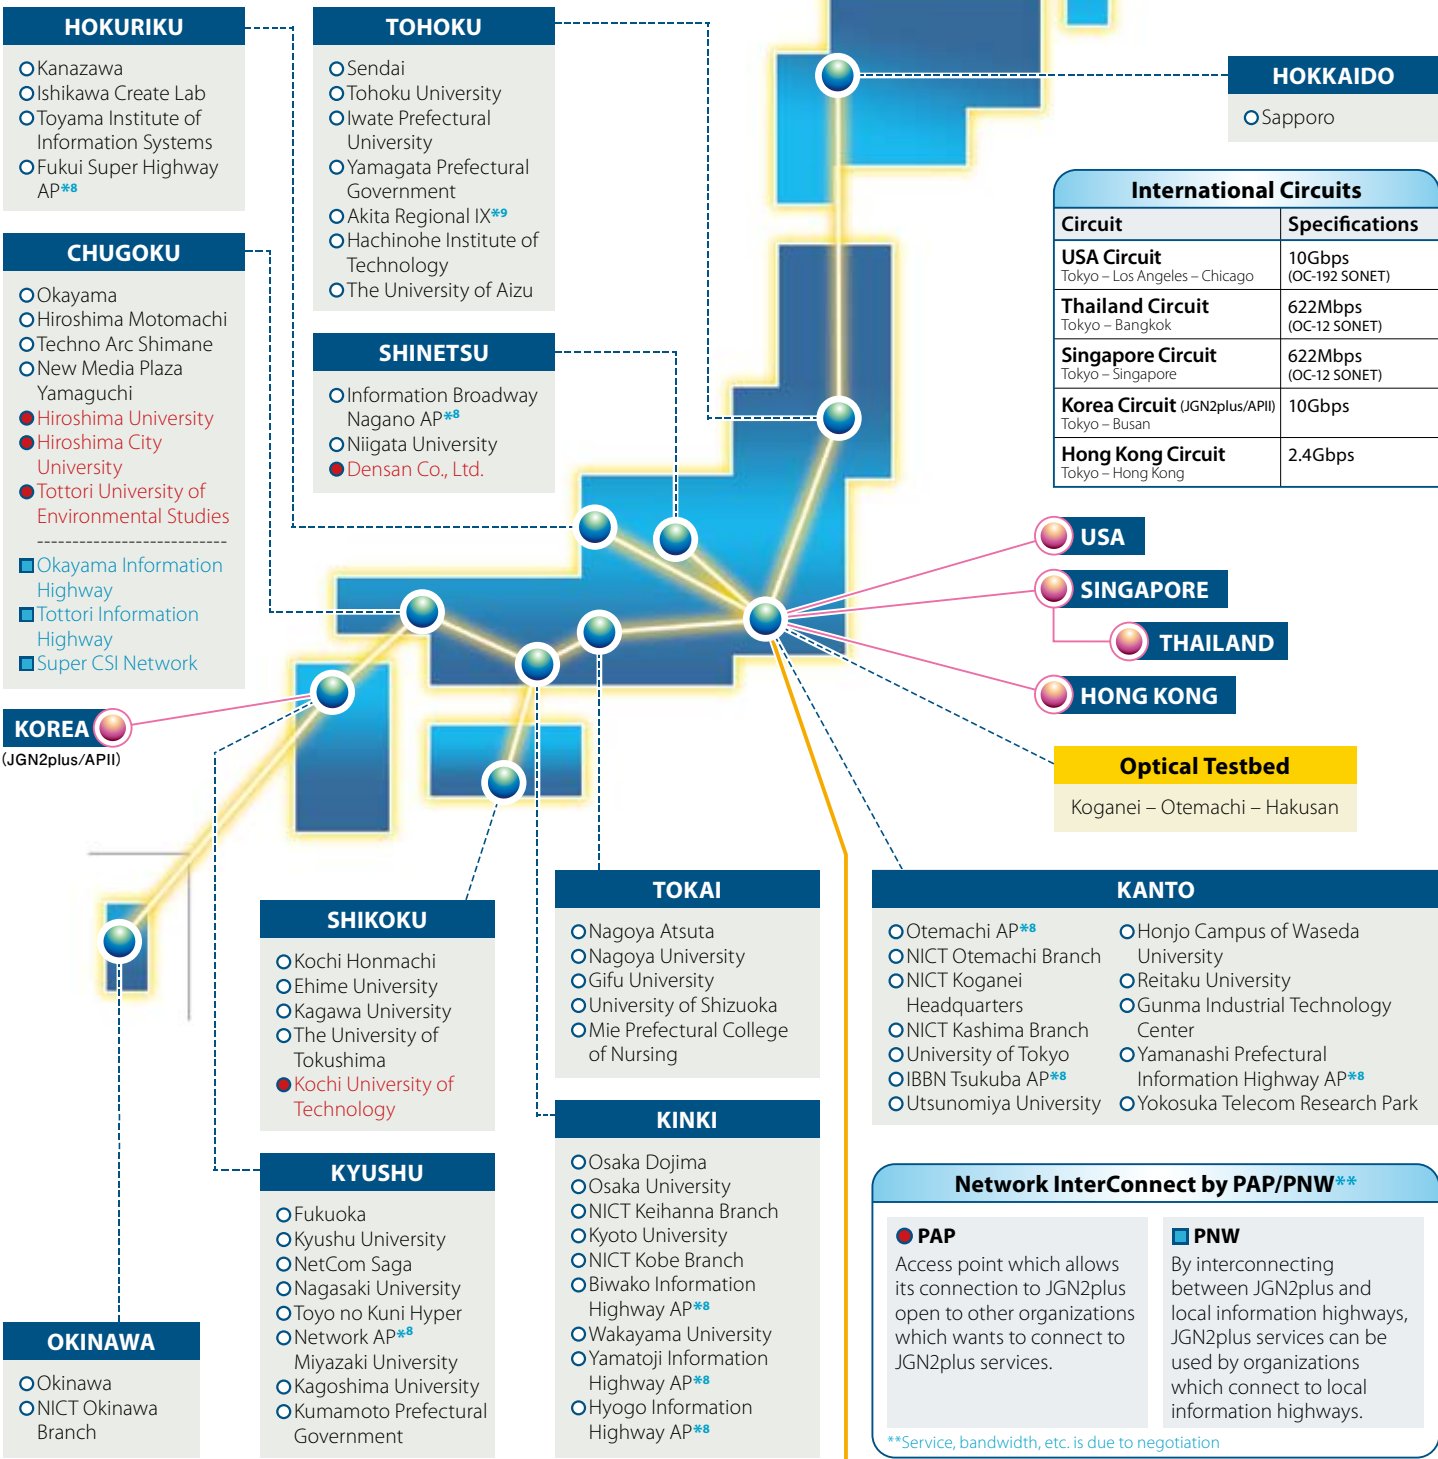 HOKURIKU
Kanazawa
Ishikawa Create Lab
Toyama Institute of
Information Systems
Fukui Super Highway
AP*8
TOHOKU
Sendai
Tohoku University
Iwate Prefectural
University
Yamagata Prefectural
Government
Akita Regional IX*9
Hachinohe Institute of
Technology
The University of Aizu
HOKKAIDO
Sapporo
CHUGOKU
Okayama
Hiroshima Motomachi
Techno Arc Shimane
New Media Plaza
Yamaguchi
Hiroshima University
Hiroshima City
University
Tottori University of
Environmental Studies
---------------------------
Okayama Information
Highway
Tottori Information
Highway
Super CSI Network
SHINETSU
Information Broadway
Nagano AP*8
Niigata University
Densan Co., Ltd.
International Circuits
Circuit Specifications
USA Circuit 10Gbps
Tokyo – Los Angeles – Chicago (OC-192 SONET)
Thailand Circuit 622Mbps
Tokyo – Bangkok (OC-12 SONET)
Singapore Circuit 622Mbps
Tokyo – Singapore (OC-12 SONET)
Korea Circuit (JGN2plus/APII) 10Gbps
Tokyo – Busan
Hong Kong Circuit 2.4Gbps
Tokyo – Hong Kong
USA
SINGAPORE
THAILAND
HONG KONG
KOREA
(JGN2plus/APII)
Optical Testbed
Koganei – Otemachi – Hakusan
SHIKOKU
Kochi Honmachi
Ehime University
Kagawa University
The University of
Tokushima
Kochi University of
Technology
TOKAI
Nagoya Atsuta
Nagoya University
Gifu University
University of Shizuoka
Mie Prefectural College
of Nursing
KANTO
Otemachi AP*8
NICT Otemachi Branch
NICT Koganei
Headquarters
NICT Kashima Branch
University of Tokyo
IBBN Tsukuba AP*8
Utsunomiya University
Honjo Campus of Waseda
University
Reitaku University
Gunma Industrial Technology
Center
Yamanashi Prefectural
Information Highway AP*8
Yokosuka Telecom Research Park
KYUSHU
Fukuoka
Kyushu University
NetCom Saga
Nagasaki University
Toyo no Kuni Hyper
Network AP*8
Miyazaki University
Kagoshima University
Kumamoto Prefectural
Government
KINKI
Osaka Dojima
Osaka University
NICT Keihanna Branch
Kyoto University
NICT Kobe Branch
Biwako Information
Highway AP*8
Wakayama University
Yamatoji Information
Highway AP*8
Hyogo Information
Highway AP*8
OKINAWA
Okinawa
NICT Okinawa
Branch
Network InterConnect by PAP/PNW**
PAP
Access point which allows
its connection to JGN2plus
open to other organizations
which wants to connect to
JGN2plus services.
PNW
By interconnecting
between JGN2plus and
local information highways,
JGN2plus services can be
used by organizations
which connect to local
information highways.
**Service, bandwidth, etc. is due to negotiation